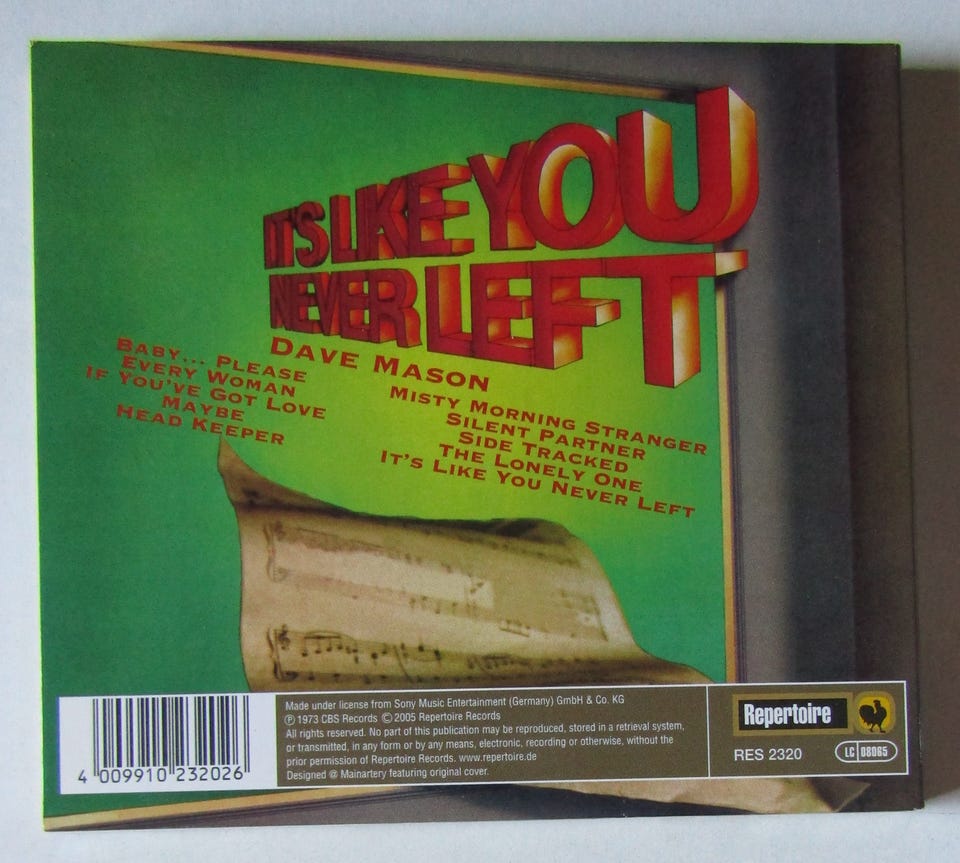 IT'S LIKE YOU
NEVER LEFT
DAVE MASON
BABY... PLEASE
EVERY WOMAN
IF YOU'VE GOT LOVE
MAYBE
HEAD KEEPER
MISTY MORNING STRANGER
SILENT PARTNER
SIDE TRACKED
THE LONELY ONE
IT'S LIKE YOU NEVER LEFT
4 009910 232026
Made under license from Sony Music Entertainment (Germany) GmbH & Co. KG
℗ 1973 CBS Records © 2005 Repertoire Records
All rights reserved. No part of this publication may be reproduced, stored in a retrieval system,
or transmitted, in any form or by any means, electronic, recording or otherwise, without the
prior permission of Repertoire Records. www.repertoire.de
Designed @ Mainartery featuring original cover.
Repertoire
RES 2320
LC 08065